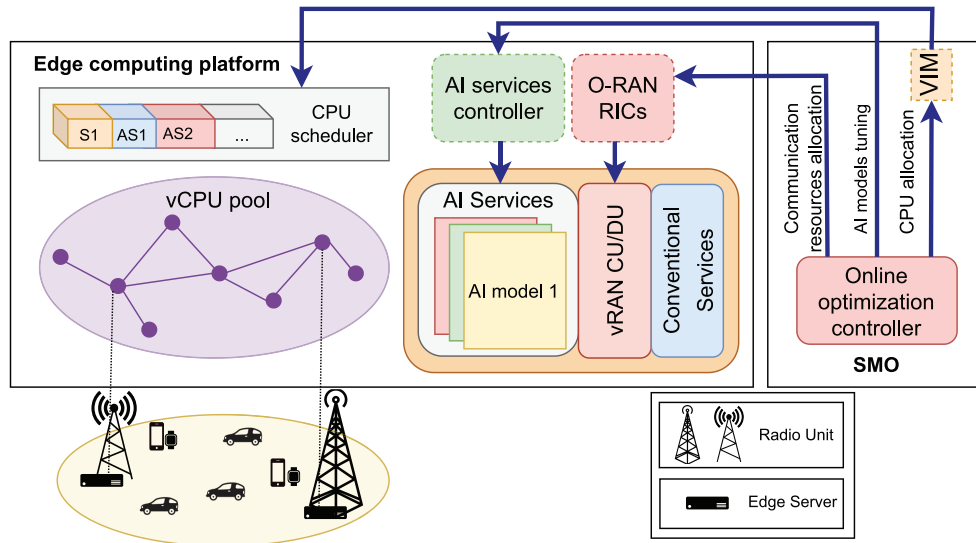 Edge computing platform
CPU
scheduler
S1
AS1
AS2
...
vCPU pool
AI services
controller
O-RAN
RICs
AI Services
AI model 1
vRAN CU/DU
Conventional
Services
VIM
Communication
resources allocation
AI models tuning
CPU allocation
Online
optimization
controller
SMO
Radio Unit
Edge Server